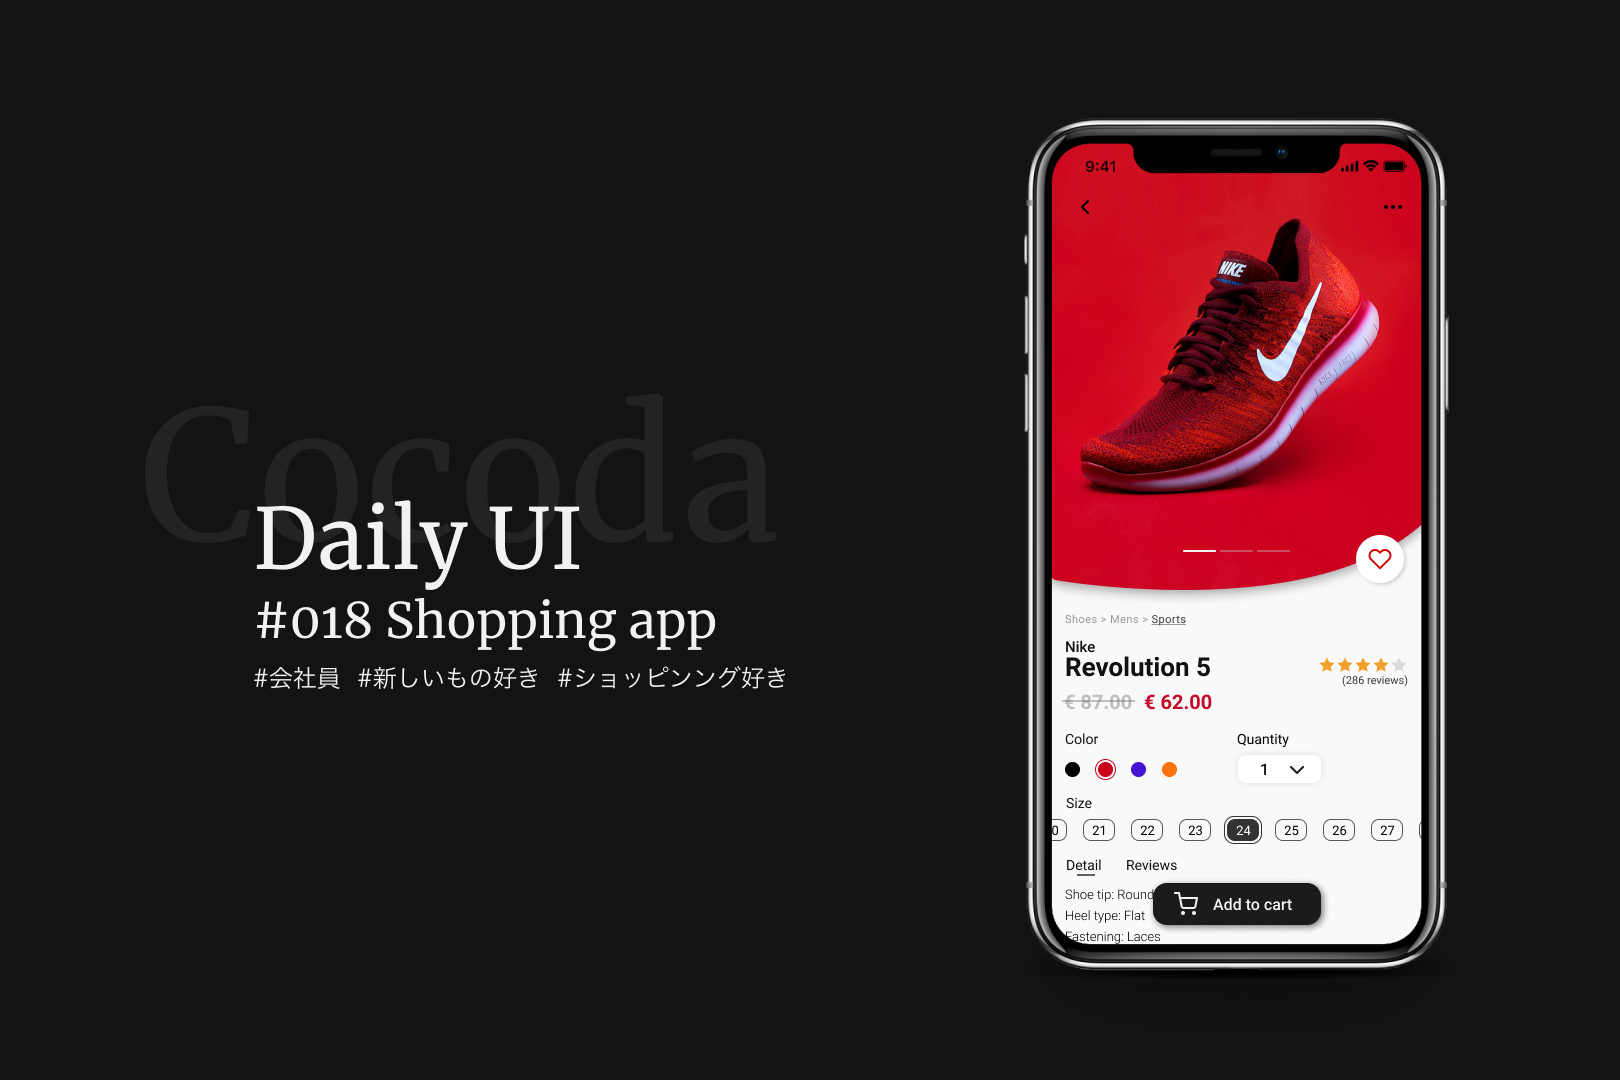 Cocoda
Daily UI
#018 Shopping app
#会社員 #新しいもの好き #ショッピンング好き
9:41
NIKE
NIKE FREE
Shoes > Mens > Sports
Nike
Revolution 5
(286 reviews)
€ 87.00 € 62.00
Color Quantity
1
Size
0 21 22 23 24 25 26 27
Detail Reviews
Shoe tip: Round
Add to cart
Heel type: Flat
Fastening: Laces